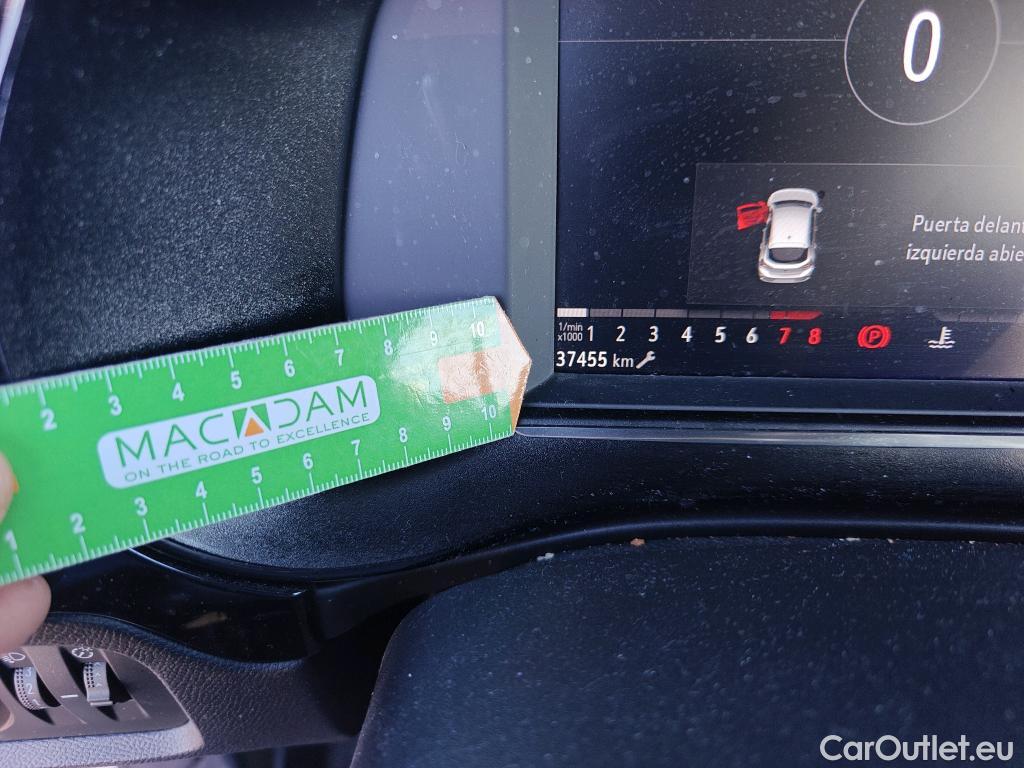 0
Puerta delant
izquierda abie
1/min
x1000 1 2 3 4 5 6 7 8 P
37455 km
2 3 4 5 6 7 8 9 10
MACADAM
ON THE ROAD TO EXCELLENCE
1 2 3 4 5 6 7 8 9 10
CarOutlet.eu